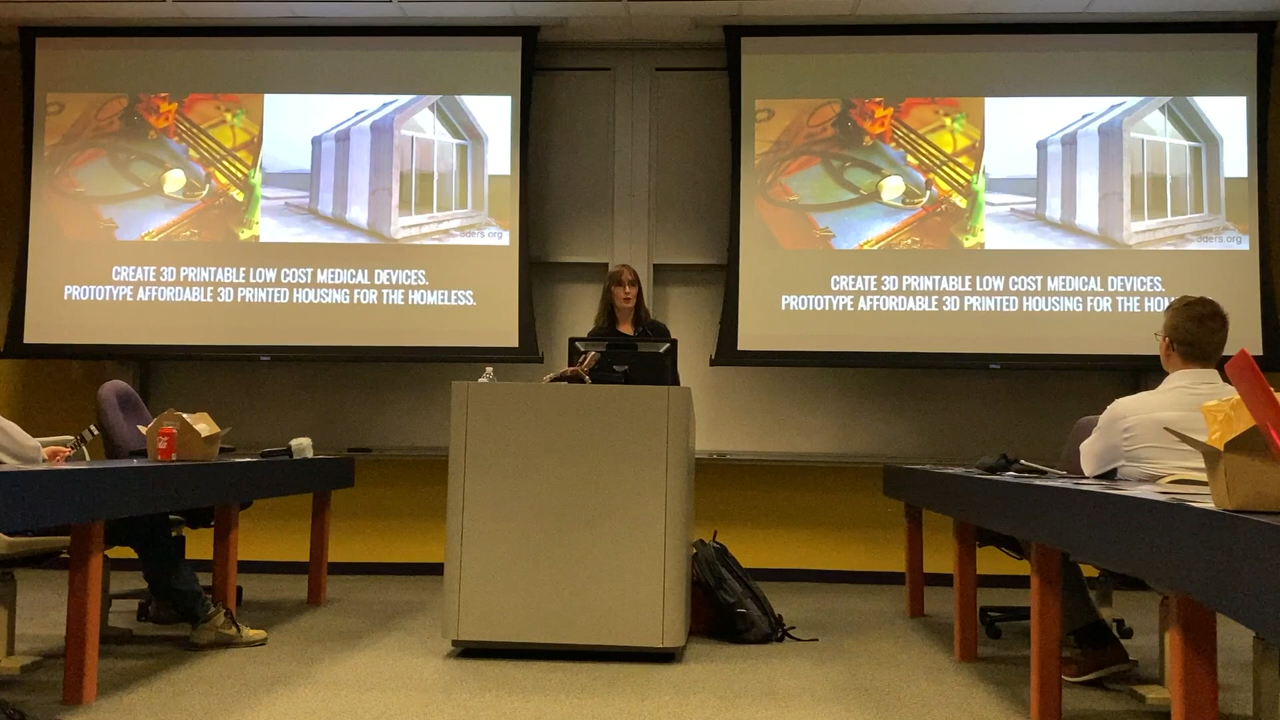 3ders.org
CREATE 3D PRINTABLE LOW COST MEDICAL DEVICES.
PROTOTYPE AFFORDABLE 3D PRINTED HOUSING FOR THE HOMELESS.
3ders.org
CREATE 3D PRINTABLE LOW COST MEDICAL DEVICES.
PROTOTYPE AFFORDABLE 3D PRINTED HOUSING FOR THE HOM